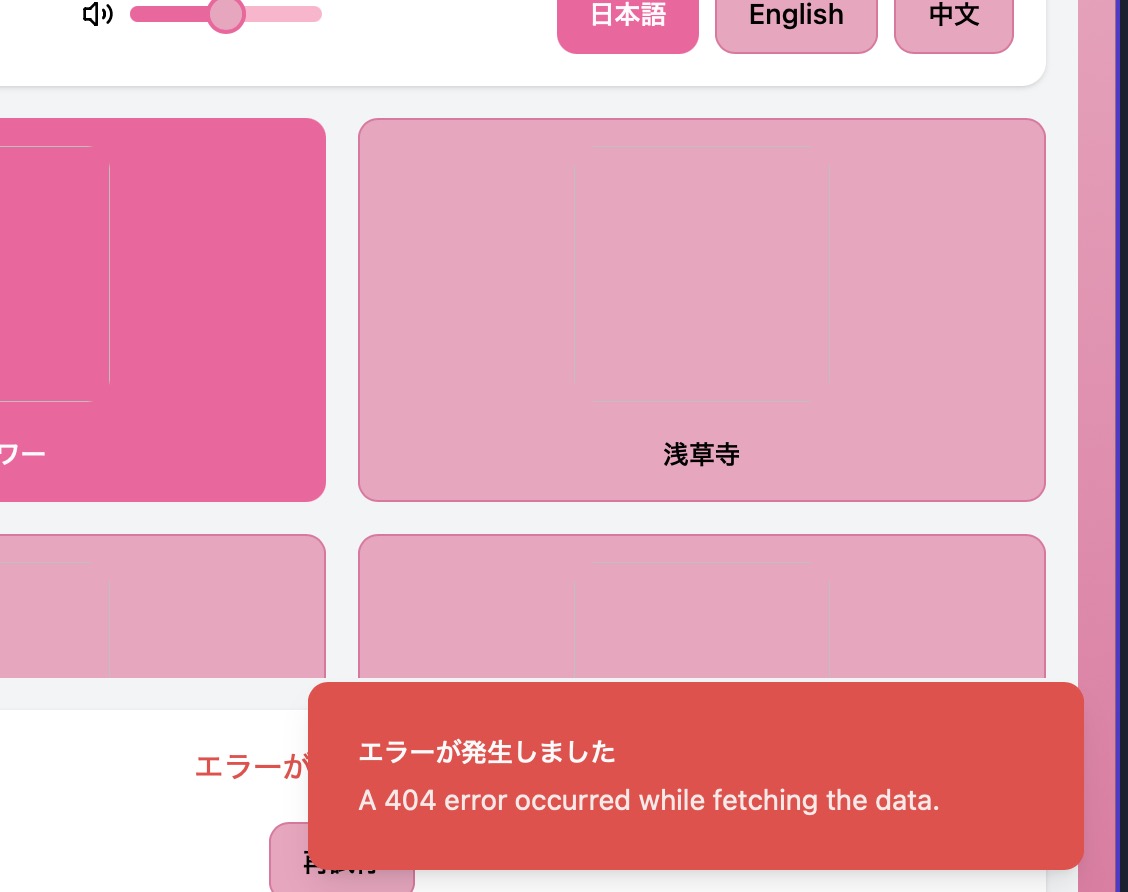 日本語 English 中文
ワー
浅草寺
エラーが
エラーが発生しました
A 404 error occurred while fetching the data.